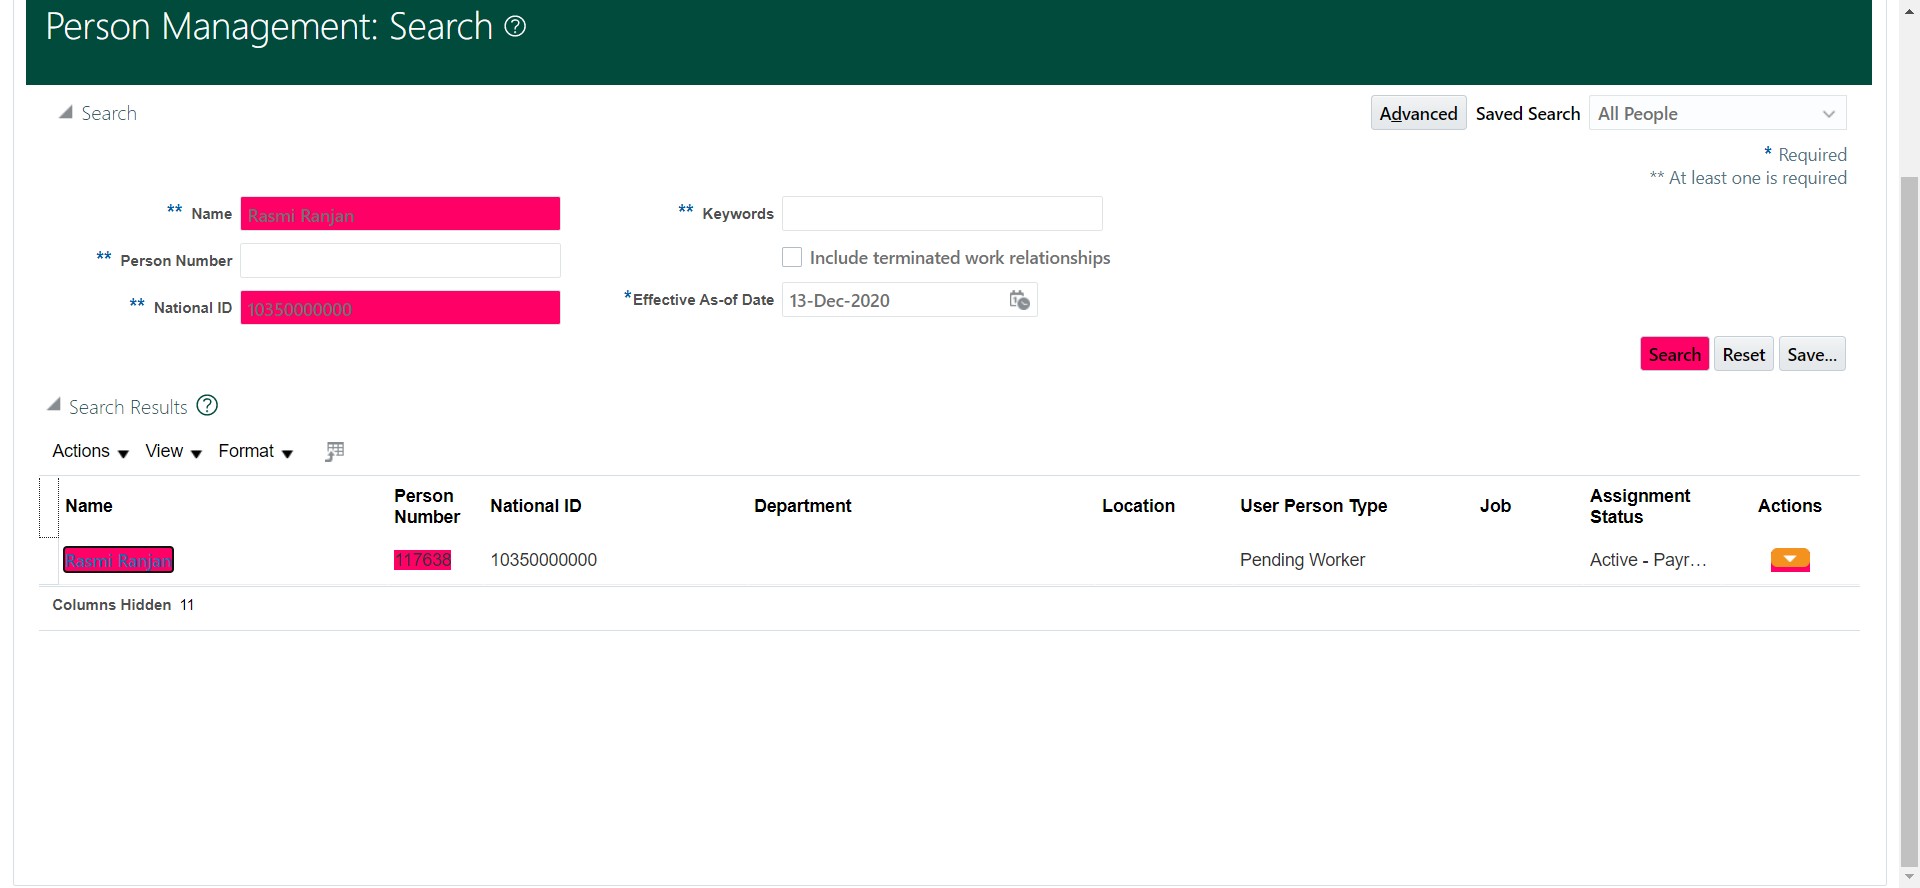 Person Management: Search
Search
Advanced Saved Search All People
* Required
** At least one is required
** Name Rasmi Ranjan
** Keywords
** Person Number
Include terminated work relationships
** National ID 10350000000
*Effective As-of Date 13-Dec-2020
Search Reset Save...
Search Results
Actions View Format
Name Person Number National ID Department Location User Person Type Job Assignment Status Actions
Rasmi Ranjan 117638 10350000000 Pending Worker Active - Payr...
Columns Hidden 11